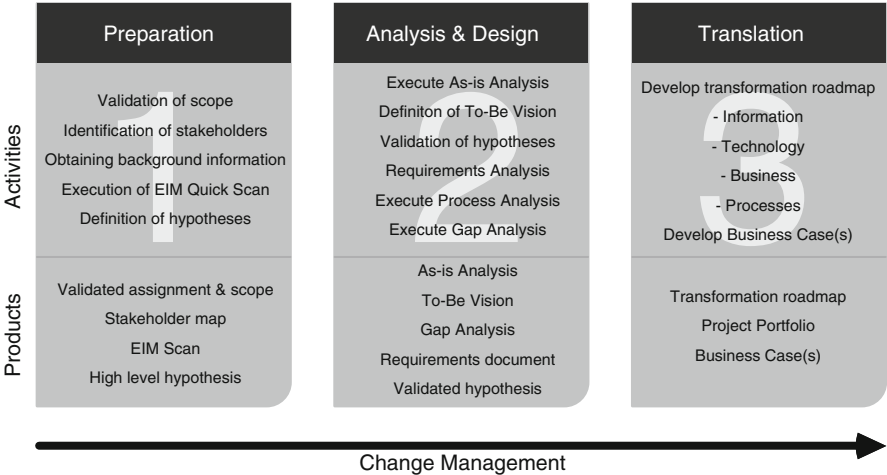 Preparation
Analysis & Design
Translation
Activities
1
Validation of scope
Identification of stakeholders
Obtaining background information
Execution of EIM Quick Scan
Definition of hypotheses
2
Execute As-is Analysis
Definiton of To-Be Vision
Validation of hypotheses
Requirements Analysis
Execute Process Analysis
Execute Gap Analysis
3
Develop transformation roadmap
- Information
- Technology
- Business
- Processes
Develop Business Case(s)
Products
Validated assignment & scope
Stakeholder map
EIM Scan
High level hypothesis
As-is Analysis
To-Be Vision
Gap Analysis
Requirements document
Validated hypothesis
Transformation roadmap
Project Portfolio
Business Case(s)
Change Management